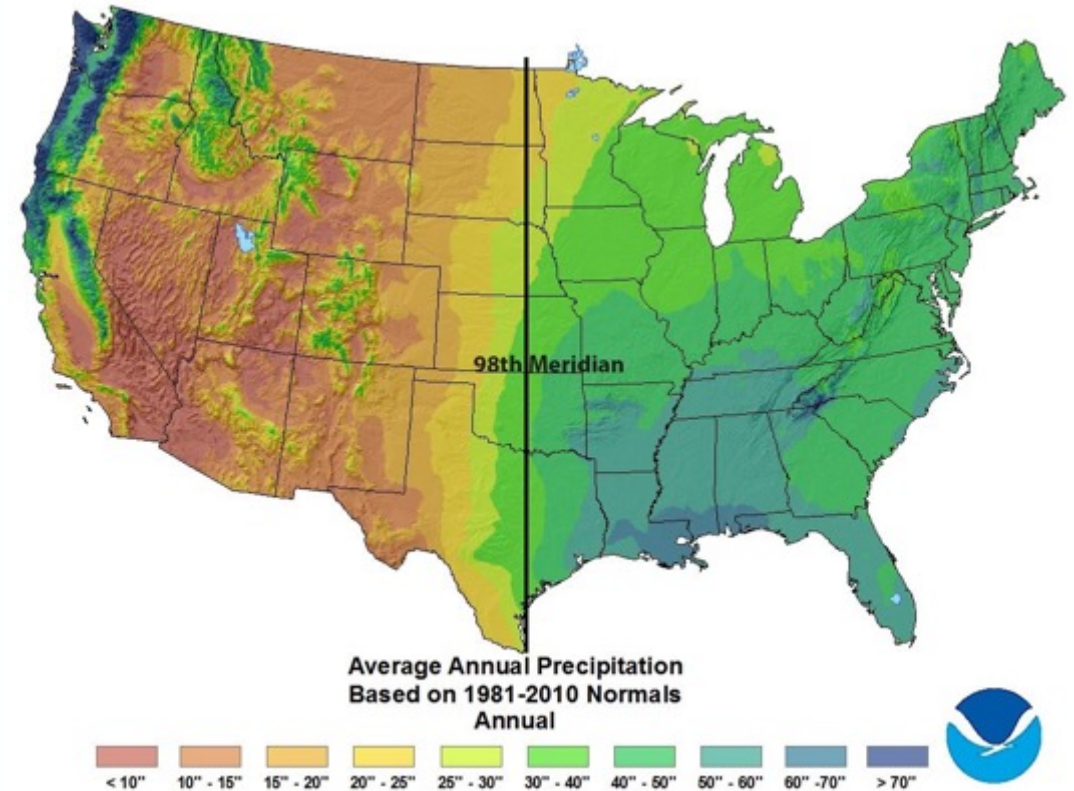 98th Meridian
Average Annual Precipitation
Based on 1981-2010 Normals
Annual
< 10" 10" - 15" 15" - 20" 20" - 25" 25" - 30" 30" - 40" 40" - 50" 50" - 60" 60" -70" > 70"